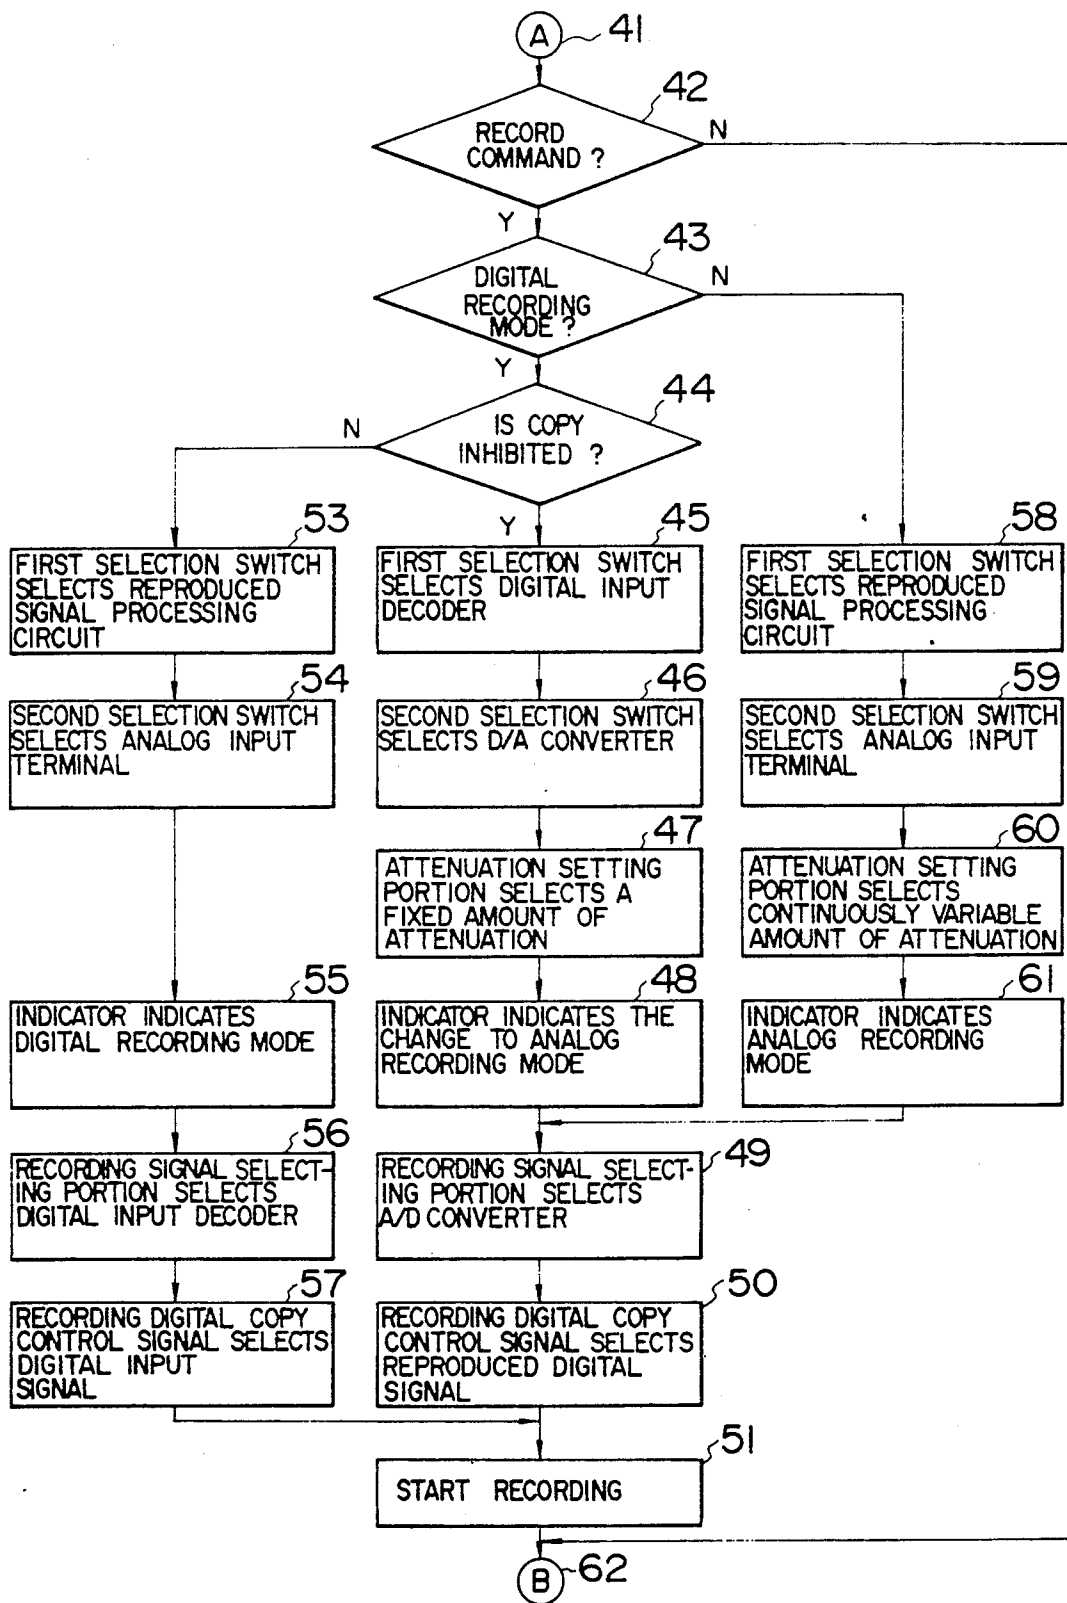 A
41
42
RECORD
COMMAND ?
N
Y
43
DIGITAL
RECORDING
MODE ?
N
Y
44
IS COPY
INHIBITED ?
N
Y
53
FIRST SELECTION SWITCH
SELECTS REPRODUCED
SIGNAL PROCESSING
CIRCUIT
45
FIRST SELECTION SWITCH
SELECTS DIGITAL INPUT
DECODER
58
FIRST SELECTION SWITCH
SELECTS REPRODUCED
SIGNAL PROCESSING
CIRCUIT
54
SECOND SELECTION SWITCH
SELECTS ANALOG INPUT
TERMINAL
46
SECOND SELECTION SWITCH
SELECTS D/A CONVERTER
59
SECOND SELECTION SWITCH
SELECTS ANALOG INPUT
TERMINAL
47
ATTENUATION SETTING
PORTION SELECTS A
FIXED AMOUNT OF
ATTENUATION
60
ATTENUATION SETTING
PORTION SELECTS
CONTINUOUSLY VARIABLE
AMOUNT OF ATTENUATION
55
INDICATOR INDICATES
DIGITAL RECORDING MODE
48
INDICATOR INDICATES THE
CHANGE TO ANALOG
RECORDING MODE
61
INDICATOR INDICATES
ANALOG RECORDING
MODE
56
RECORDING SIGNAL SELECT-
ING PORTION SELECTS
DIGITAL INPUT DECODER
49
RECORDING SIGNAL SELECT-
ING PORTION SELECTS
A/D CONVERTER
57
RECORDING DIGITAL COPY
CONTROL SIGNAL SELECTS
DIGITAL INPUT
SIGNAL
50
RECORDING DIGITAL COPY
CONTROL SIGNAL SELECTS
REPRODUCED DIGITAL
SIGNAL
51
START RECORDING
B
62